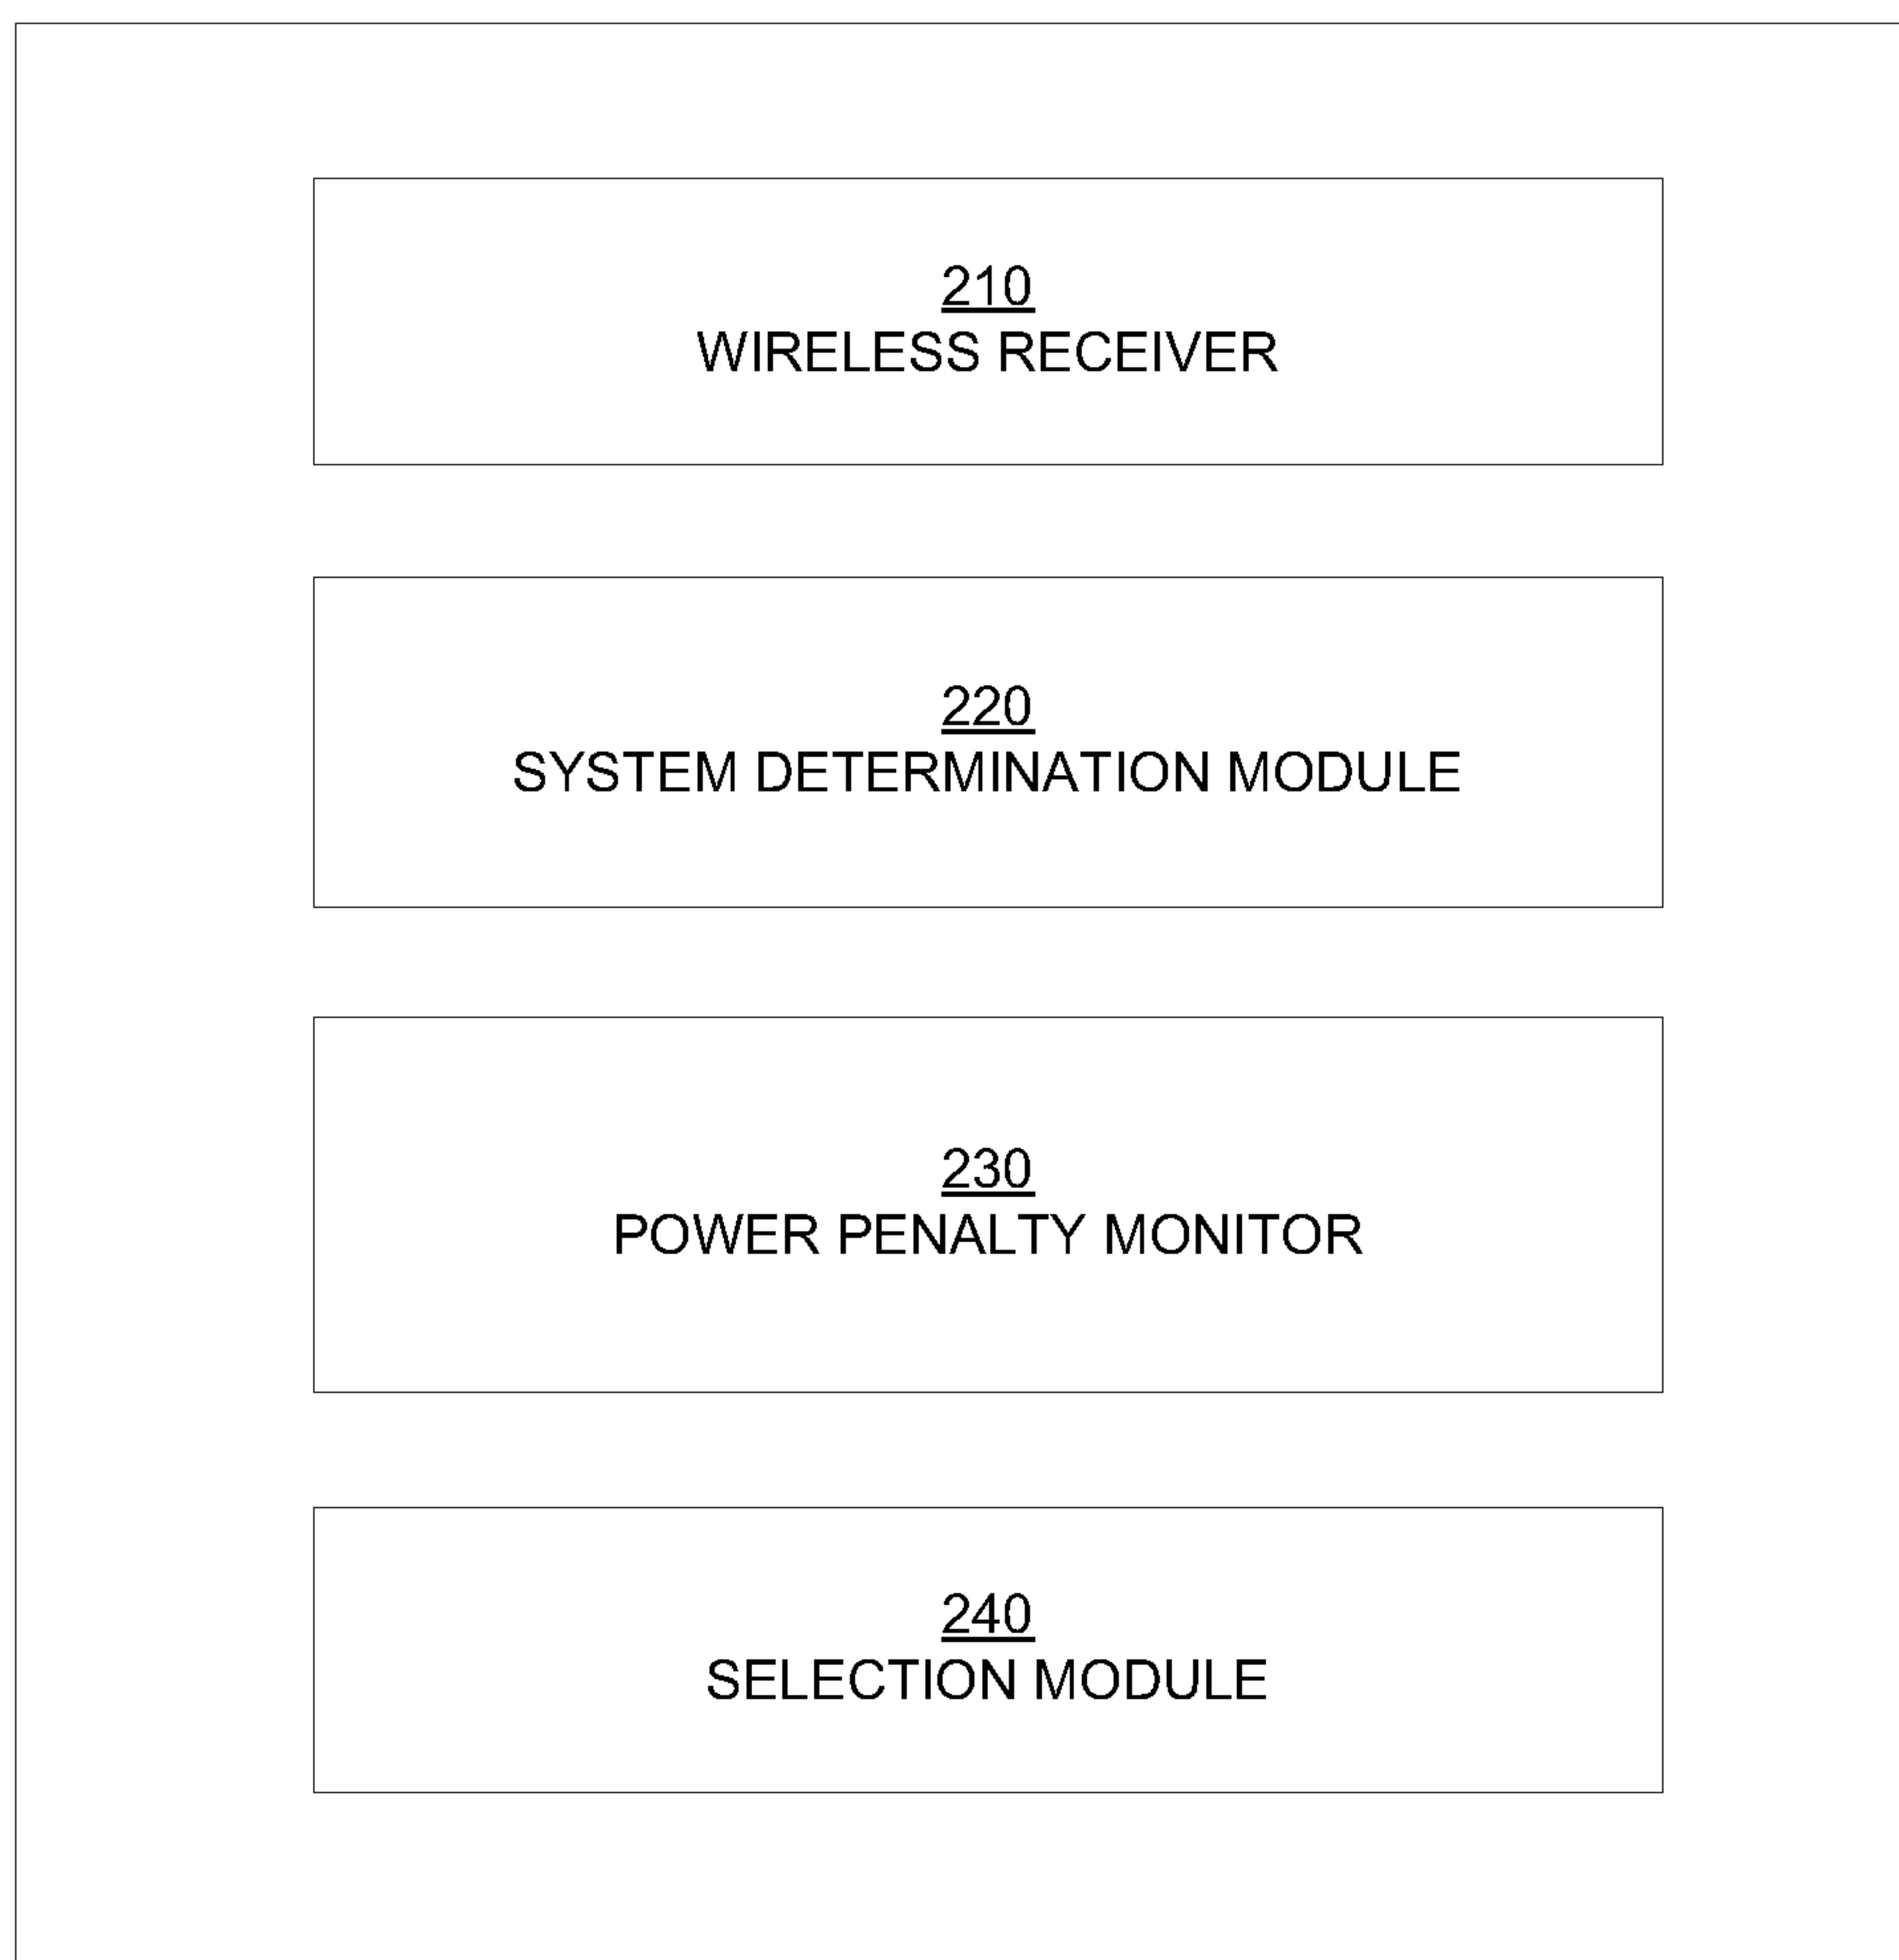 210
WIRELESS RECEIVER
220
SYSTEM DETERMINATION MODULE
230
POWER PENALTY MONITOR
240
SELECTION MODULE